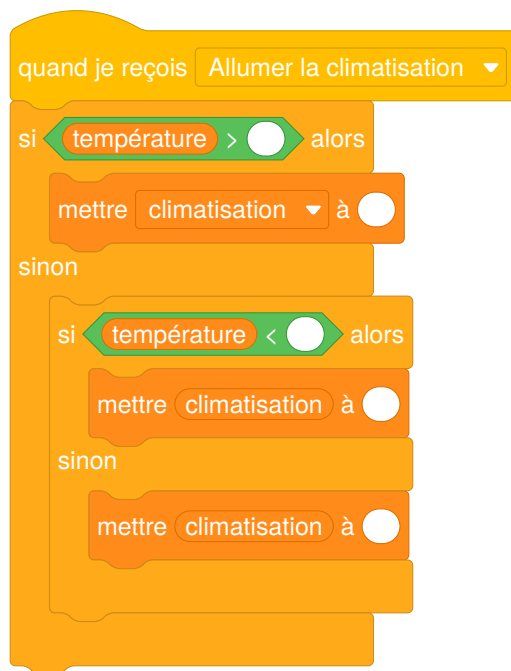 quand je reçois Allumer la climatisation
si température > alors
mettre climatisation à
sinon
si température < alors
mettre climatisation à
sinon
mettre climatisation à